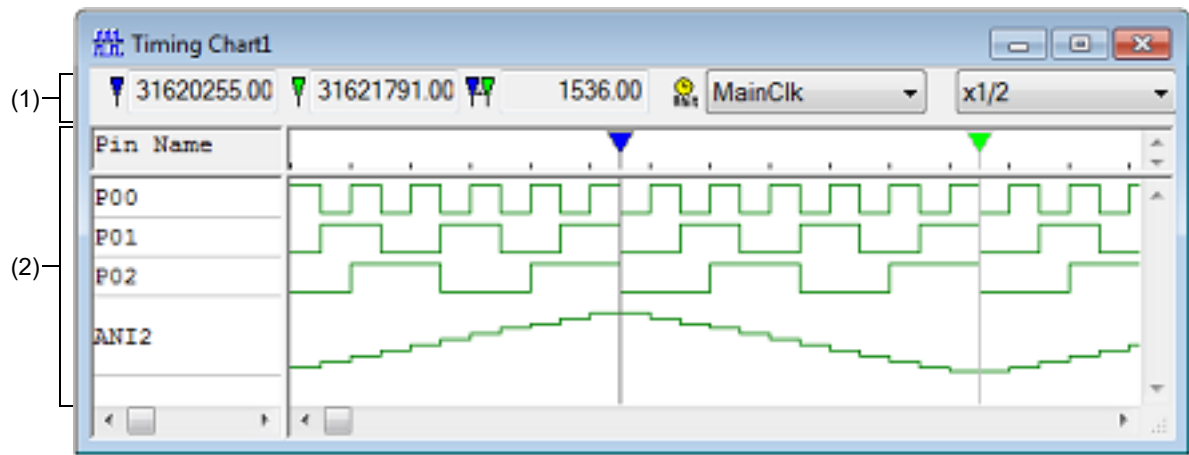 Timing Chart1
(1)
31620255.00 31621791.00 1536.00 MainClk x1/2
(2)
Pin Name
P00
P01
P02
ANI2